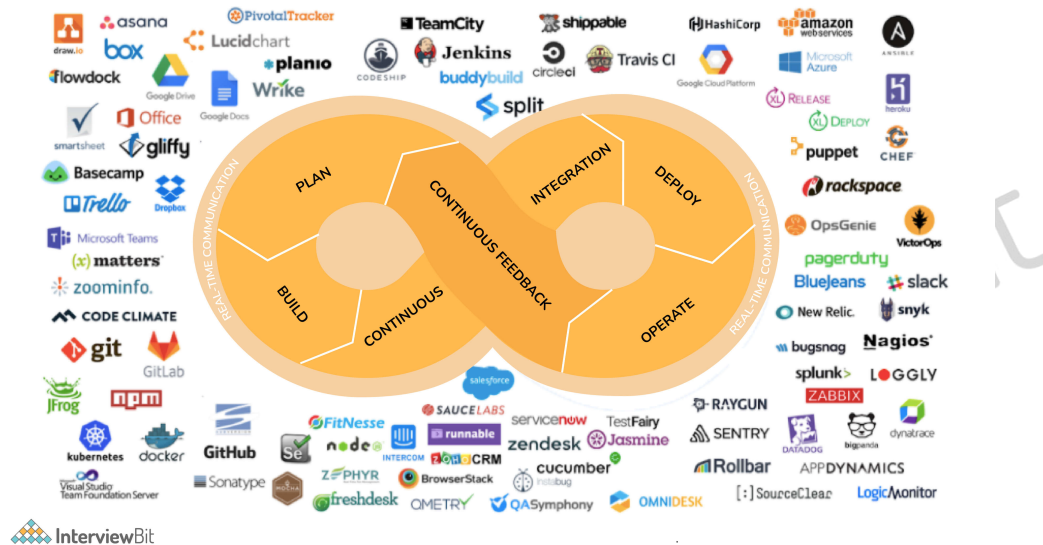 draw.io
asana
PivotalTracker
box
Lucidchart
flowdock
Google Drive
planio
Wrike
Google Docs
smartsheet
Office
gliffy
Basecamp
Trello
Dropbox
Microsoft Teams
(x) matters
zoominfo.
CODE CLIMATE
git
GitLab
JFrog
npm
kubernetes
docker
GitHub
Visual Studio
Team Foundation Server
Sonatype
TeamCity
shippable
CODESHIP
Jenkins
circleci
Travis CI
buddybuild
split
HashiCorp
amazon
webservices
ANSIBLE
Google Cloud Platform
Microsoft
Azure
XL RELEASE
heroku
XL DEPLOY
puppet
CHEF
rackspace
OpsGenie
VictorOps
pagerduty
BlueJeans
slack
New Relic.
snyk
bugsnag
Nagios
splunk>
LOGGLY
ZABBIX
RAYGUN
SENTRY
DATADOG
bigpanda
dynatrace
Rollbar
APPDYNAMICS
[:]SourceClear
LogicMonitor
REAL-TIME COMMUNICATION
PLAN
BUILD
CONTINUOUS
CONTINUOUS FEEDBACK
INTEGRATION
DEPLOY
OPERATE
REAL-TIME COMMUNICATION
salesforce
SAUCELABS
FitNesse
servicenow
TestFairy
Se
node
INTERCOM
runnable
zendesk
Jasmine
ZOHO CRM
cucumber
MOCHA
ZEPHYR
BrowserStack
Instabug
freshdesk
QMETRY
QASymphony
OMNIDESK
InterviewBit